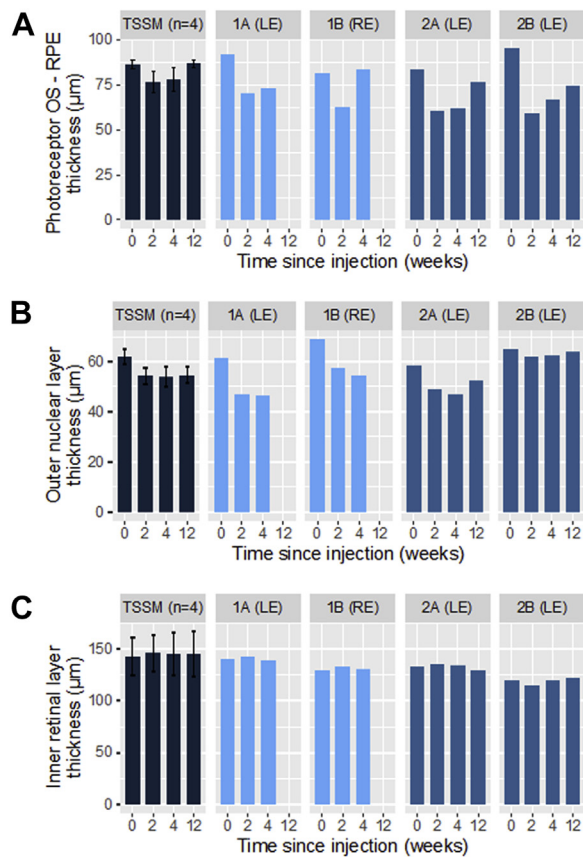 A
TSSM (n=4) 1A (LE) 1B (RE) 2A (LE) 2B (LE)
Photoreceptor OS - RPE
thickness (µm)
100
75
50
25
0
0 2 4 12 0 2 4 12 0 2 4 12 0 2 4 12 0 2 4 12
Time since injection (weeks)
B
TSSM (n=4) 1A (LE) 1B (RE) 2A (LE) 2B (LE)
Outer nuclear layer
thickness (µm)
60
40
20
0
0 2 4 12 0 2 4 12 0 2 4 12 0 2 4 12 0 2 4 12
Time since injection (weeks)
C
TSSM (n=4) 1A (LE) 1B (RE) 2A (LE) 2B (LE)
Inner retinal layer
thickness (µm)
150
100
50
0
0 2 4 12 0 2 4 12 0 2 4 12 0 2 4 12 0 2 4 12
Time since injection (weeks)